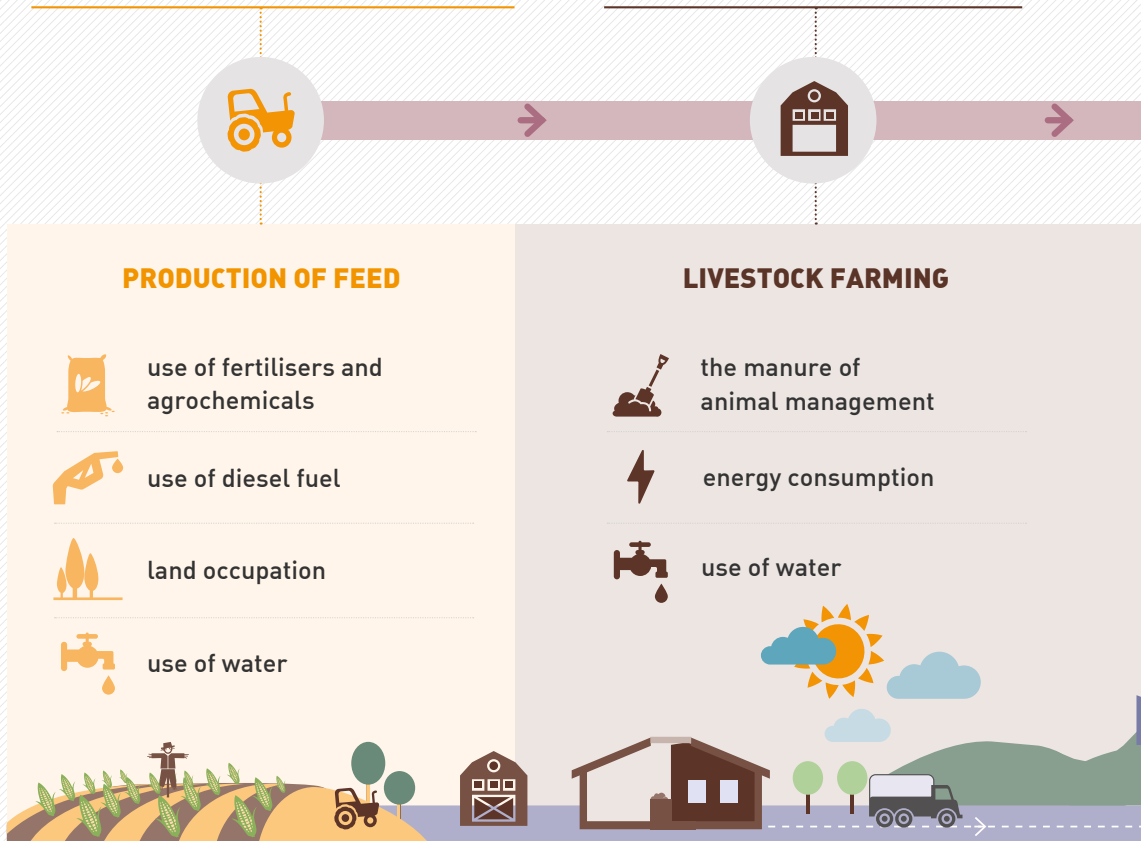 PRODUCTION OF FEED
use of fertilisers and
agrochemicals
use of diesel fuel
land occupation
use of water
LIVESTOCK FARMING
the manure of
animal management
energy consumption
use of water